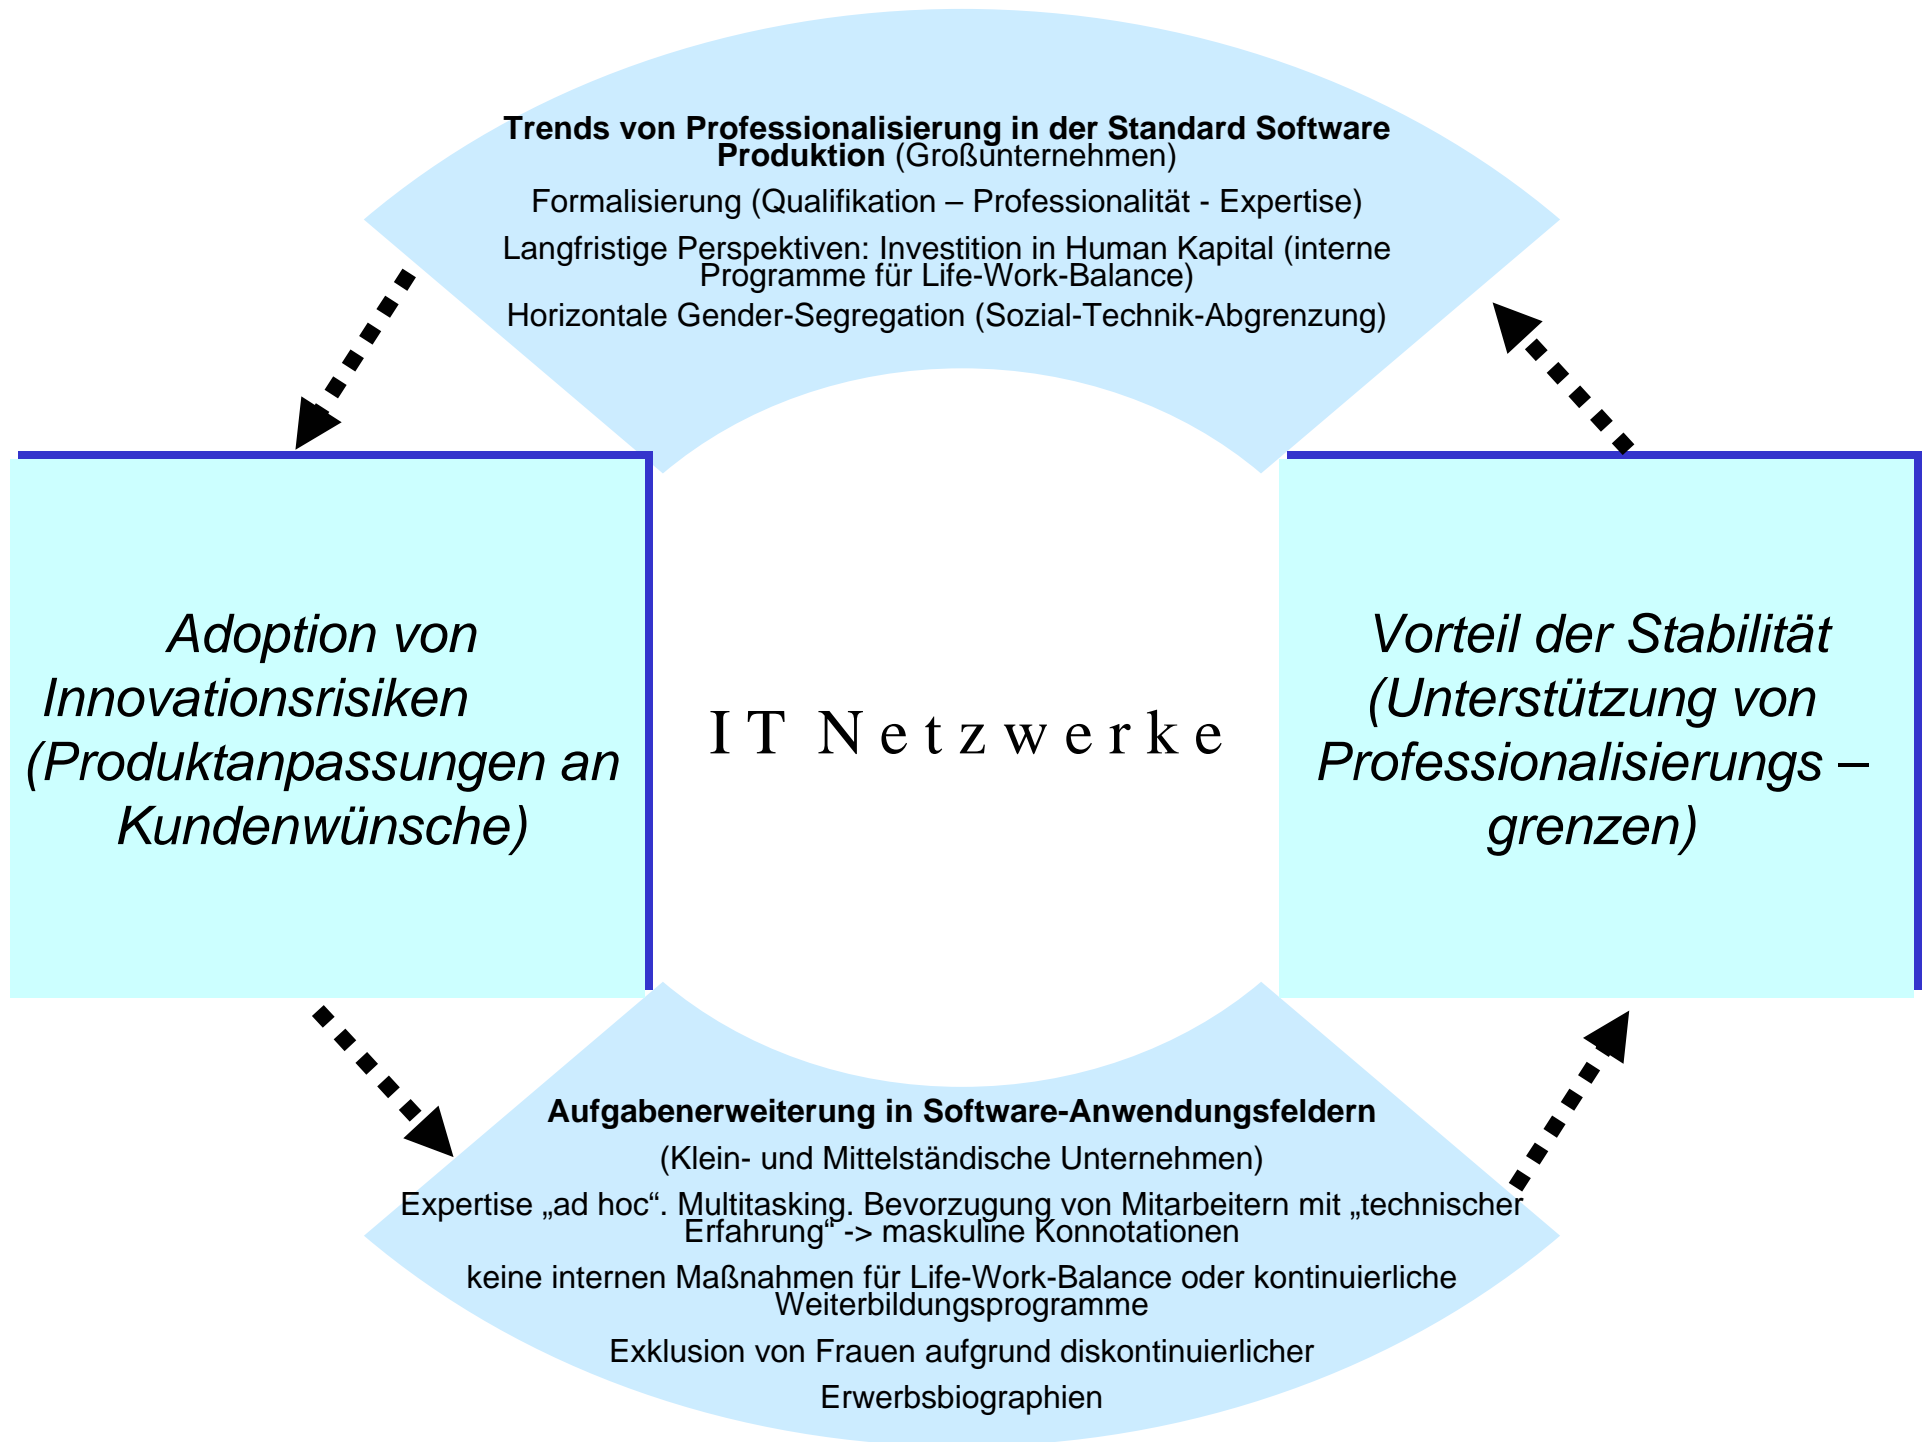 Trends von Professionalisierung in der Standard Software
Produktion (Großunternehmen)
Formalisierung (Qualifikation – Professionalität - Expertise)
Langfristige Perspektiven: Investition in Human Kapital (interne
Programme für Life-Work-Balance)
Horizontale Gender-Segregation (Sozial-Technik-Abgrenzung)
Adoption von
Innovationsrisiken
(Produktanpassungen an
Kundenwünsche)
IT Netzwerke
Vorteil der Stabilität
(Unterstützung von
Professionalisierungs –
grenzen)
Aufgabenerweiterung in Software-Anwendungsfeldern
(Klein- und Mittelständische Unternehmen)
Expertise „ad hoc“. Multitasking. Bevorzugung von Mitarbeitern mit „technischer
Erfahrung“ -> maskuline Konnotationen
keine internen Maßnahmen für Life-Work-Balance oder kontinuierliche
Weiterbildungsprogramme
Exklusion von Frauen aufgrund diskontinuierlicher
Erwerbsbiographien